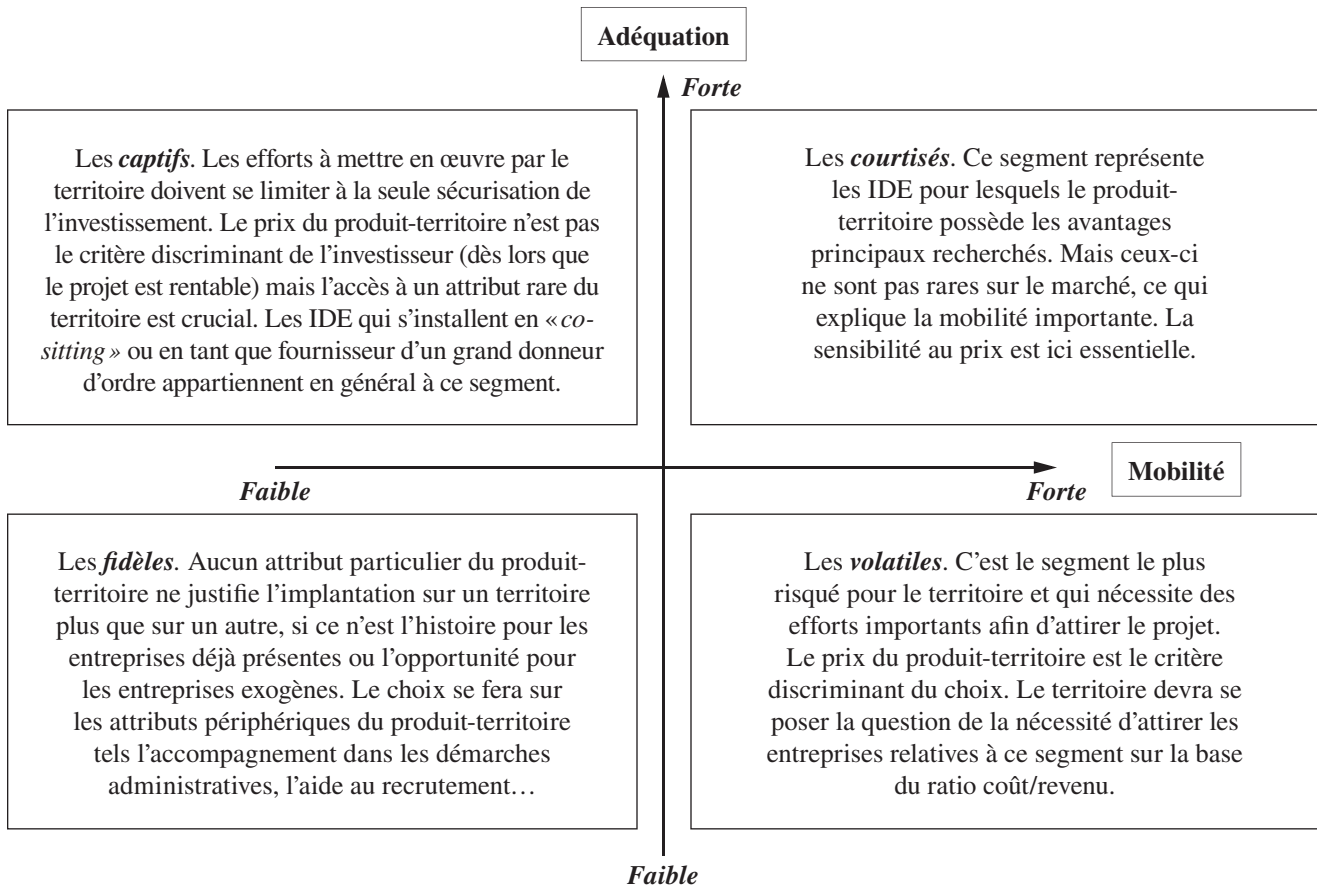 Adéquation
Forte
Les captifs. Les efforts à mettre en œuvre par le
territoire doivent se limiter à la seule sécurisation de
l’investissement. Le prix du produit-territoire n’est pas
le critère discriminant de l’investisseur (dès lors que
le projet est rentable) mais l’accès à un attribut rare du
territoire est crucial. Les IDE qui s’installent en «co-
sitting» ou en tant que fournisseur d’un grand donneur
d’ordre appartiennent en général à ce segment.
Les courtisés. Ce segment représente
les IDE pour lesquels le produit-
territoire possède les avantages
principaux recherchés. Mais ceux-ci
ne sont pas rares sur le marché, ce qui
explique la mobilité importante. La
sensibilité au prix est ici essentielle.
Faible
Forte
Mobilité
Les fidèles. Aucun attribut particulier du produit-
territoire ne justifie l’implantation sur un territoire
plus que sur un autre, si ce n’est l’histoire pour les
entreprises déjà présentes ou l’opportunité pour
les entreprises exogènes. Le choix se fera sur
les attributs périphériques du produit-territoire
tels l’accompagnement dans les démarches
administratives, l’aide au recrutement…
Les volatiles. C’est le segment le plus
risqué pour le territoire et qui nécessite des
efforts importants afin d’attirer le projet.
Le prix du produit-territoire est le critère
discriminant du choix. Le territoire devra se
poser la question de la nécessité d’attirer les
entreprises relatives à ce segment sur la base
du ratio coût/revenu.
Faible